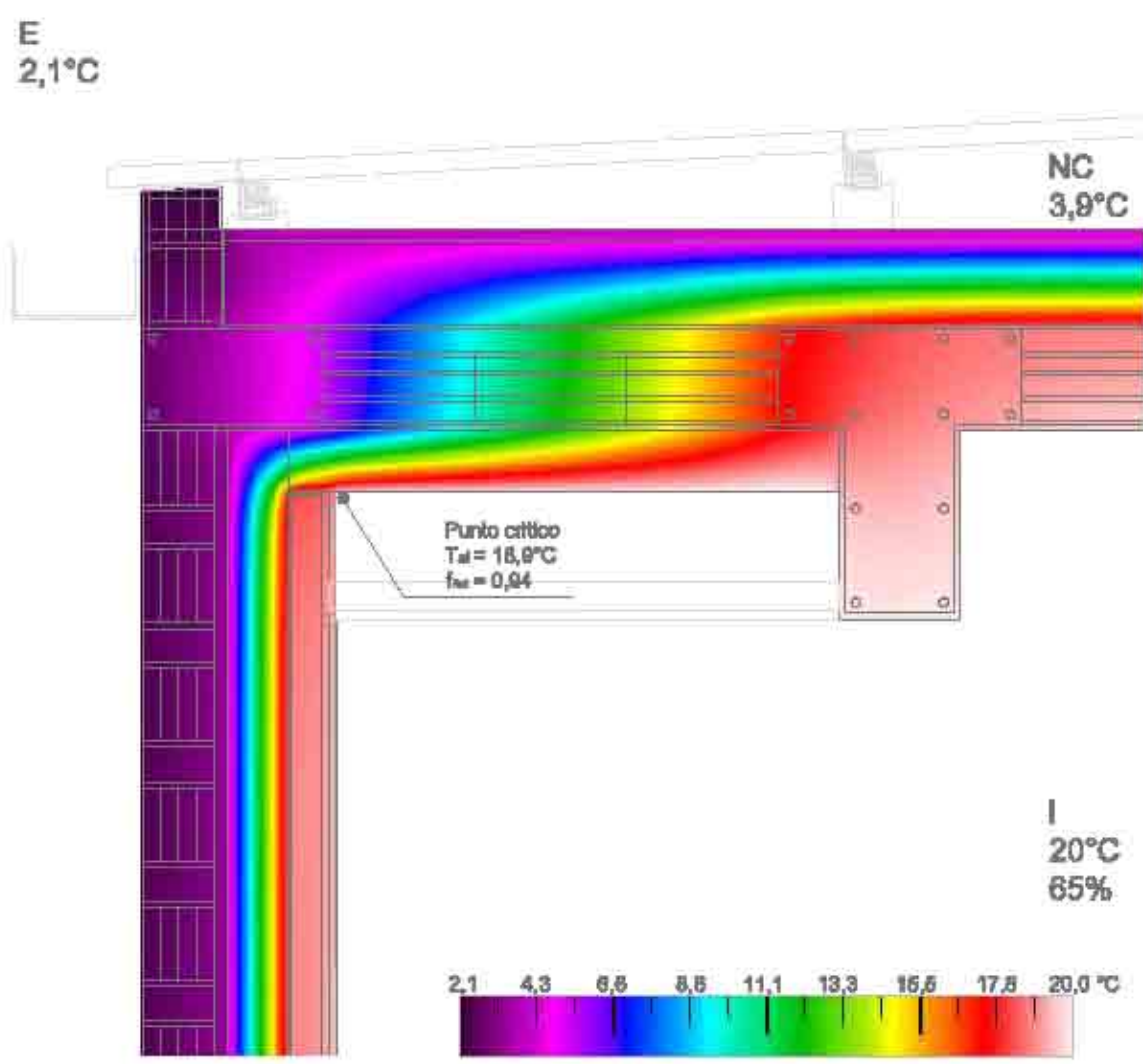 E
2,1°C
NC
3,9°C
Punto critico
Tsi = 18,9°C
fRsi = 0,94
I
20°C
65%
2,1 4,3 6,6 8,8 11,1 13,3 15,6 17,8 20,0 °C